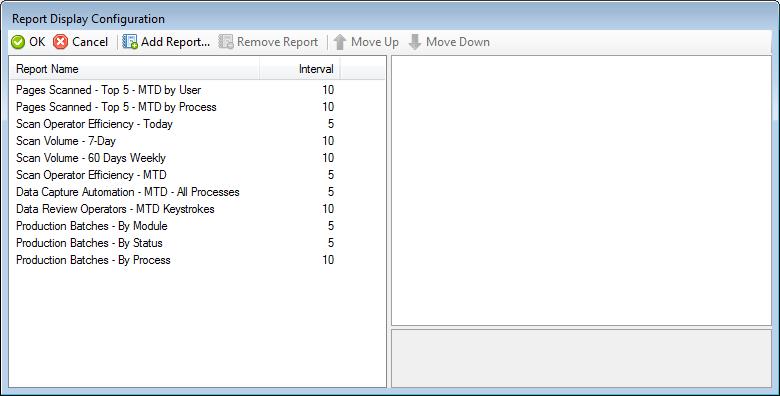 Report Display Configuration
OK Cancel Add Report... Remove Report Move Up Move Down
Report Name Interval
Pages Scanned - Top 5 - MTD by User 10
Pages Scanned - Top 5 - MTD by Process 10
Scan Operator Efficiency - Today 5
Scan Volume - 7-Day 10
Scan Volume - 60 Days Weekly 10
Scan Operator Efficiency - MTD 5
Data Capture Automation - MTD - All Processes 5
Data Review Operators - MTD Keystrokes 10
Production Batches - By Module 5
Production Batches - By Status 5
Production Batches - By Process 10